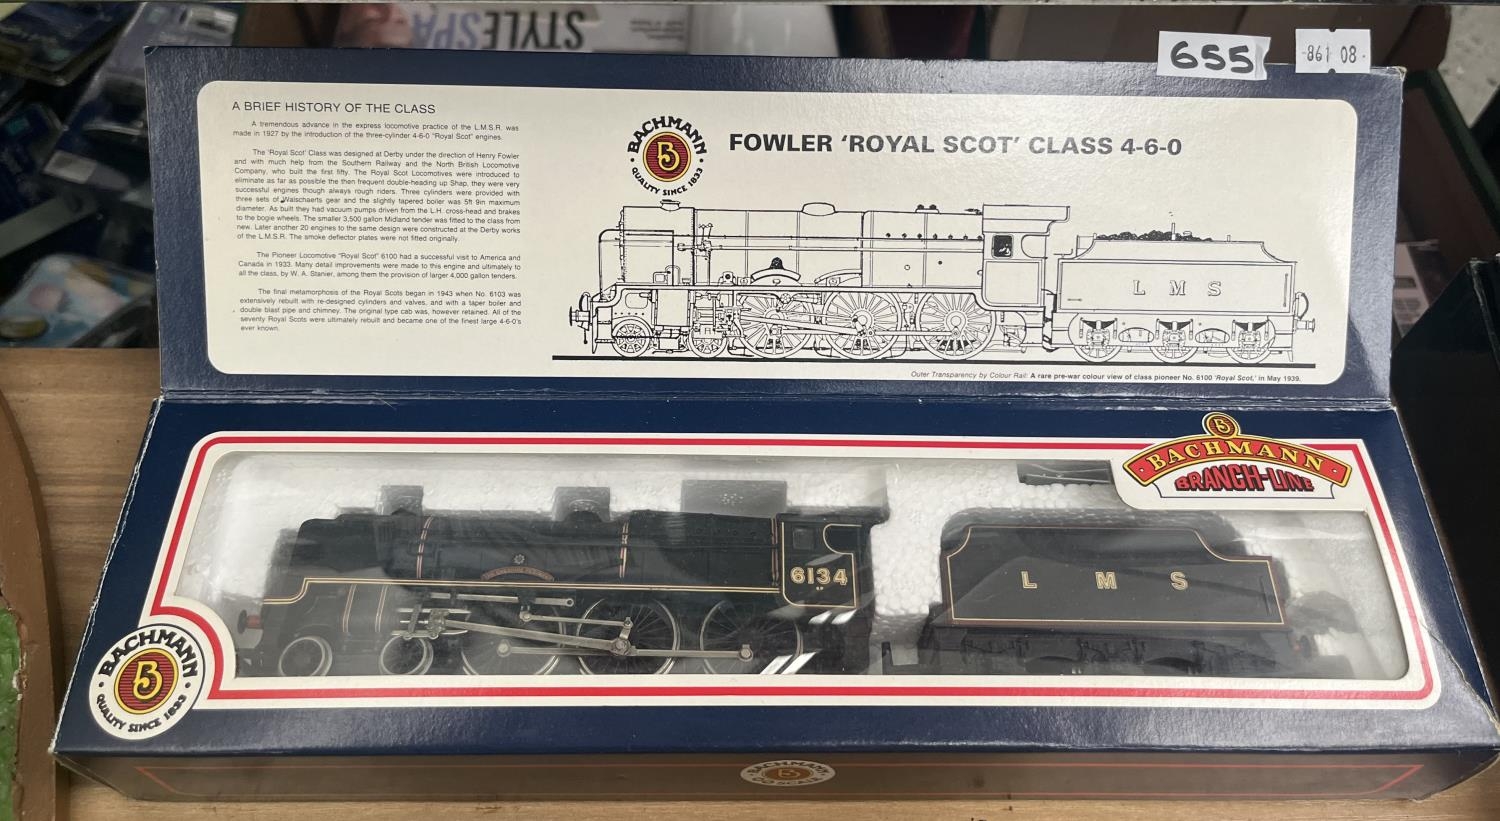 STYLESPA
655
861 08
A BRIEF HISTORY OF THE CLASS
A tremendous advance in the express locomotive practice of the L.M.S.R. was
made in 1927 by the introduction of the three-cylinder 4-6-0 "Royal Scot" engines.
The 'Royal Scot' Class was designed at Derby under the direction of Henry Fowler
and with much help from the Southern Railway and the North British Locomotive
Company, who built the first fifty. The Royal Scot Locomotives were introduced to
eliminate as far as possible the then frequent double-heading up Shap, they were very
successful engines though always rough riders. Three cylinders were provided with
three sets of Walschaerts gear and the slightly tapered boiler was 5ft 9in maximum
diameter. As built they had vacuum pumps driven from the L.H. cross-head and brakes
to the bogie wheels. The smaller 3,500 gallon Midland tender was fitted to the class from
new. Later another 20 engines to the same design were constructed at the Derby works
of the L.M.S.R. The smoke deflector plates were not fitted originally.
The Pioneer Locomotive "Royal Scot" 6100 had a successful visit to America and
Canada in 1933. Many detail improvements were made to this engine and ultimately to
all the class, by W. A. Stanier, among them the provision of larger 4,000 gallon tenders.
The final metamorphosis of the Royal Scots began in 1943 when No. 6103 was
extensively rebuilt with re-designed cylinders and valves, and with a taper boiler and
double blast pipe and chimney. The original type cab was, however retained. All of the
seventy Royal Scots were ultimately rebuilt and became one of the finest large 4-6-0's
ever known.
BACHMANN
B
QUALITY SINCE 1833
FOWLER 'ROYAL SCOT' CLASS 4-6-0
L M S
Outer Transparency by Colour Rail: A rare pre-war colour view of class pioneer No. 6100 'Royal Scot,' in May 1939.
B
BACHMANN
BRANCH-LINE
6134
L M S
BACHMANN
B
QUALITY SINCE 1833
BACHMANN
OO SCALE